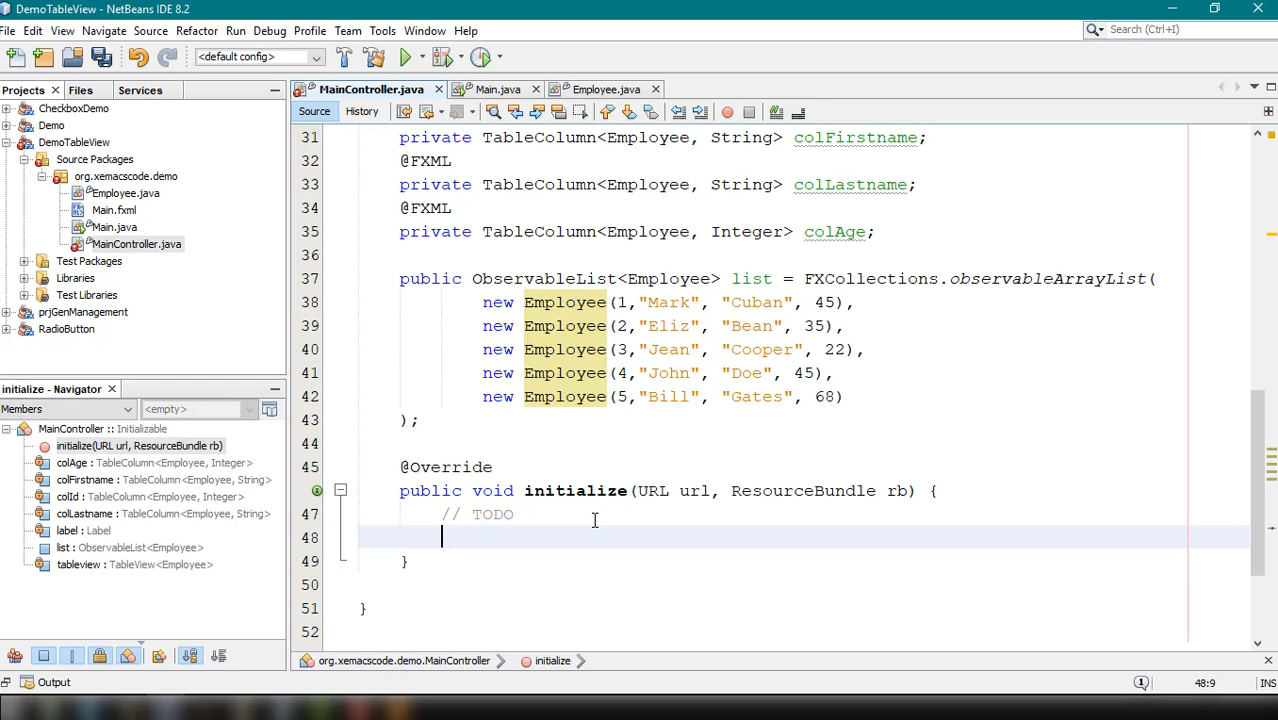 DemoTableView - NetBeans IDE 8.2
File Edit View Navigate Source Refactor Run Debug Profile Team Tools Window Help
Search (Ctrl+I)
<default config>
Projects Files Services
CheckboxDemo
Demo
DemoTableView
Source Packages
org.xemacscode.demo
Employee.java
Main.fxml
Main.java
MainController.java
Test Packages
Libraries
Test Libraries
prjGenManagement
RadioButton
initialize - Navigator
Members <empty>
MainController :: Initializable
initialize(URL url, ResourceBundle rb)
colAge : TableColumn<Employee, Integer>
colFirstname : TableColumn<Employee, String>
colId : TableColumn<Employee, Integer>
colLastname : TableColumn<Employee, String>
label : Label
list : ObservableList<Employee>
tableview : TableView<Employee>
MainController.java Main.java Employee.java
Source History
31 private TableColumn<Employee, String> colFirstname;
32 @FXML
33 private TableColumn<Employee, String> colLastname;
34 @FXML
35 private TableColumn<Employee, Integer> colAge;
36
37 public ObservableList<Employee> list = FXCollections.observableArrayList(
38 new Employee(1,"Mark", "Cuban", 45),
39 new Employee(2,"Eliz", "Bean", 35),
40 new Employee(3,"Jean", "Cooper", 22),
41 new Employee(4,"John", "Doe", 45),
42 new Employee(5,"Bill", "Gates", 68)
43 );
44
45 @Override
46 public void initialize(URL url, ResourceBundle rb) {
47 // TODO
48
49 }
50
51 }
52
org.xemacscode.demo.MainController initialize
Output
1 48:9 INS